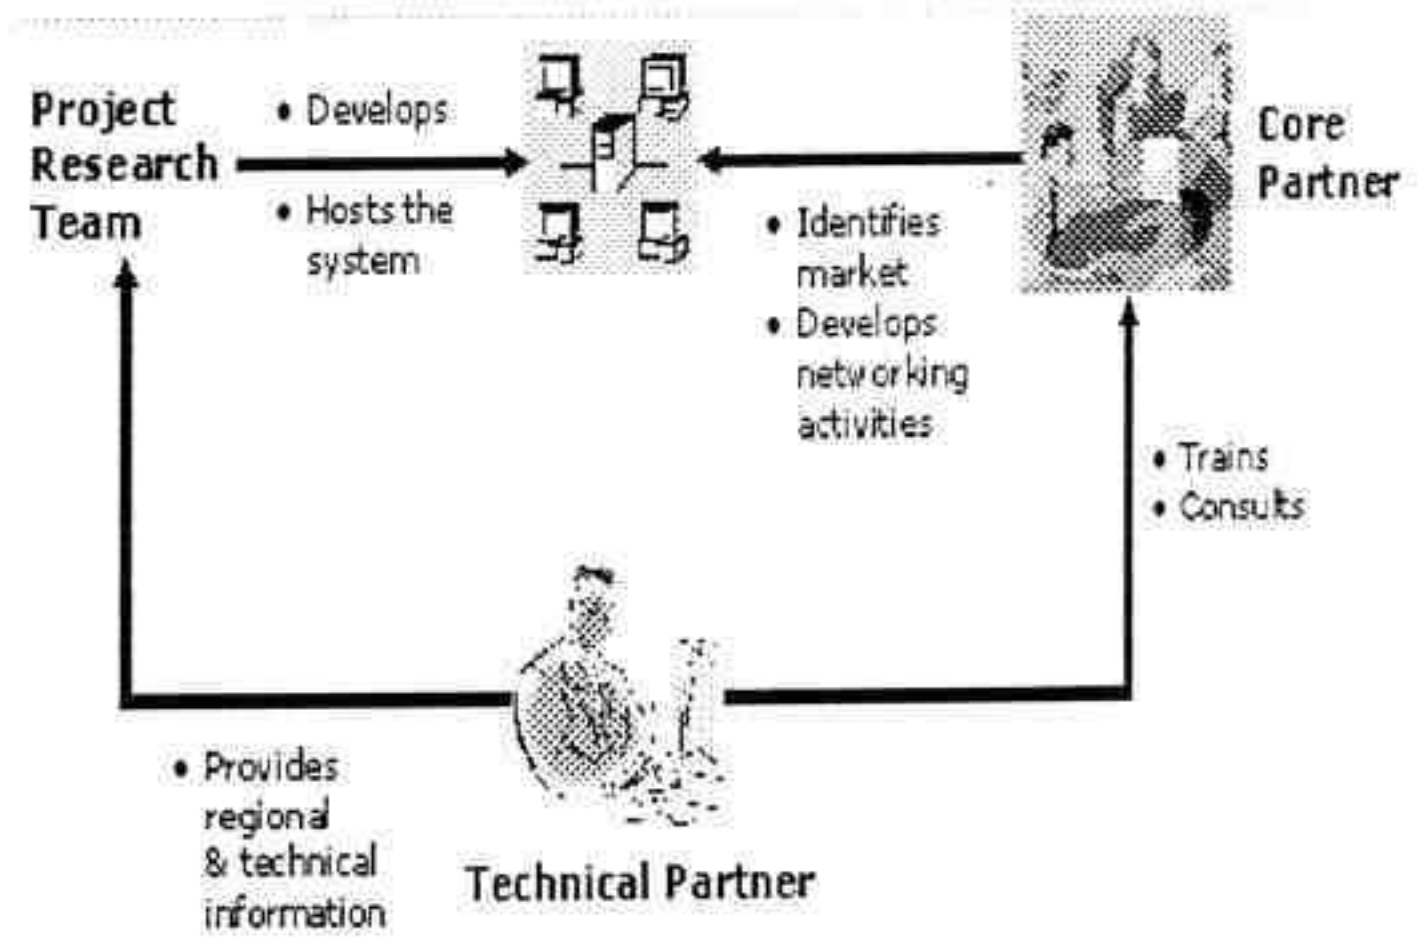 Project
Research
Team
• Develops
• Hosts the
system
Core
Partner
• Identifies
market
• Develops
networking
activities
• Trains
• Consults
• Provides
regional
& technical
information
Technical Partner